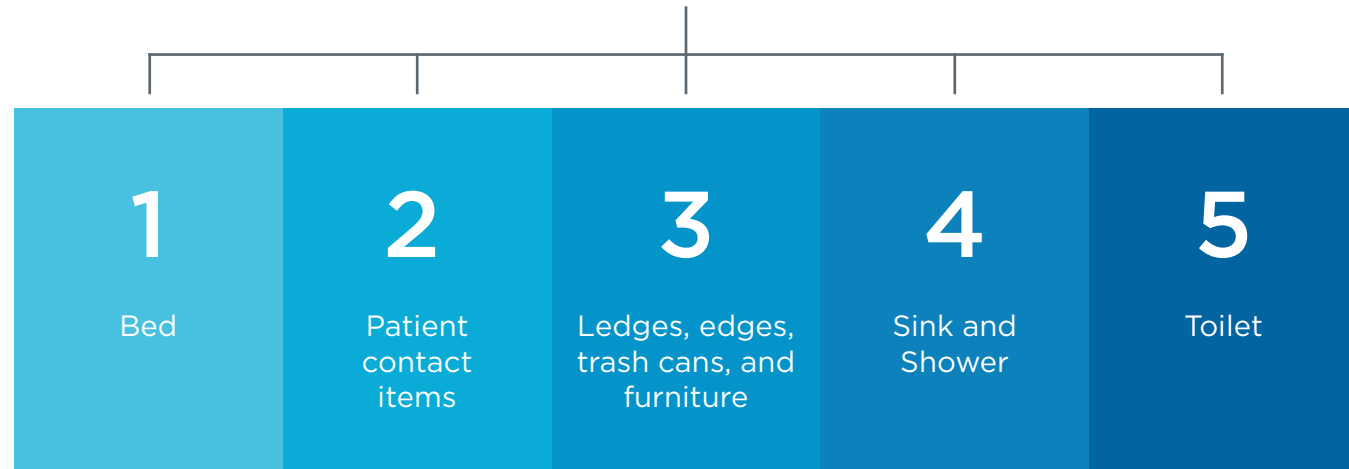 1
Bed
2
Patient
contact
items
3
Ledges, edges,
trash cans, and
furniture
4
Sink and
Shower
5
Toilet